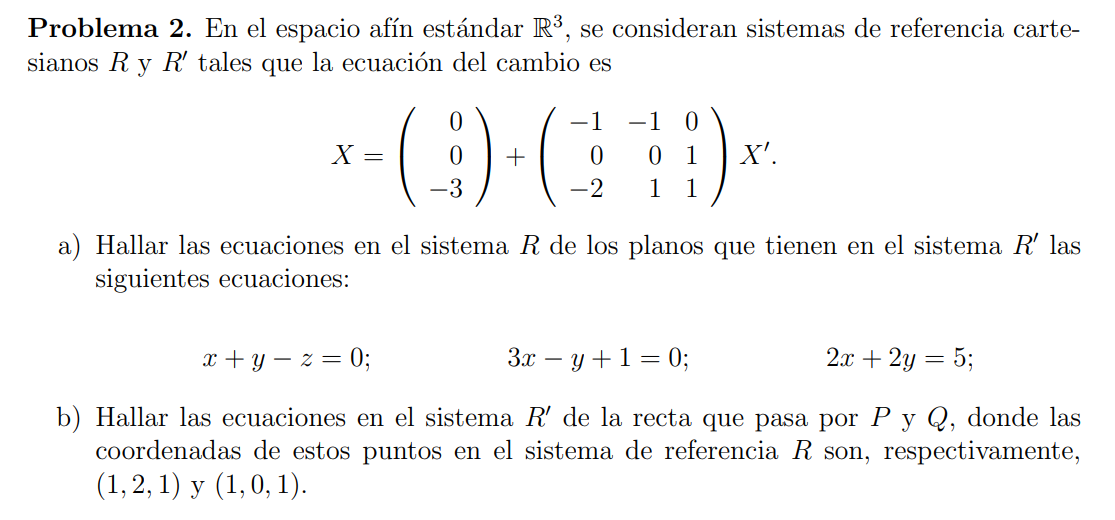 Problema 2. En el espacio afín estándar ℝ³, se consideran sistemas de referencia carte-
sianos R y R′ tales que la ecuación del cambio es
X = \begin{pmatrix} 0 \\ 0 \\ -3 \end{pmatrix} + \begin{pmatrix} -1 & -1 & 0 \\ 0 & 0 & 1 \\ -2 & 1 & 1 \end{pmatrix} X′.
a) Hallar las ecuaciones en el sistema R de los planos que tienen en el sistema R′ las
siguientes ecuaciones:
x + y − z = 0; 3x − y + 1 = 0; 2x + 2y = 5;
b) Hallar las ecuaciones en el sistema R′ de la recta que pasa por P y Q, donde las
coordenadas de estos puntos en el sistema de referencia R son, respectivamente,
(1, 2, 1) y (1, 0, 1).